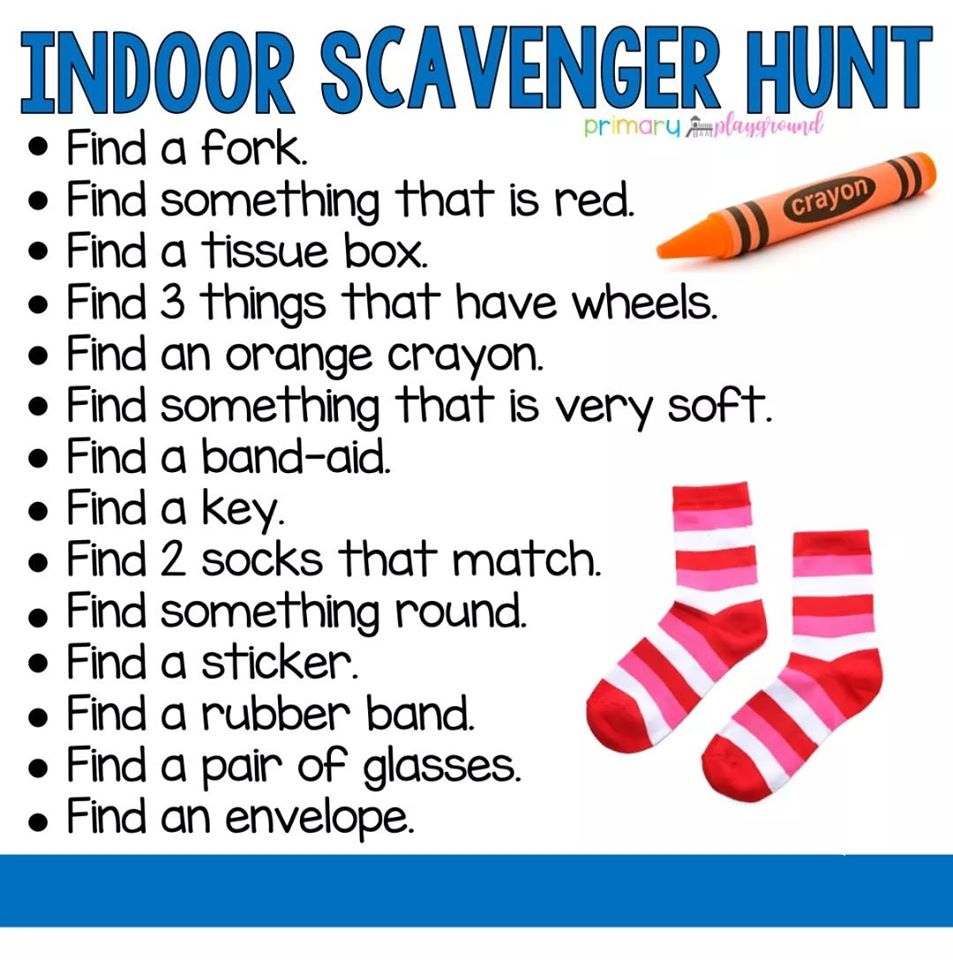 INDOOR SCAVENGER HUNT
primary playground
• Find a fork.
• Find something that is red.
crayon
• Find a tissue box.
• Find 3 things that have wheels.
• Find an orange crayon.
• Find something that is very soft.
• Find a band-aid.
• Find a key.
• Find 2 socks that match.
• Find something round.
• Find a sticker.
• Find a rubber band.
• Find a pair of glasses.
• Find an envelope.